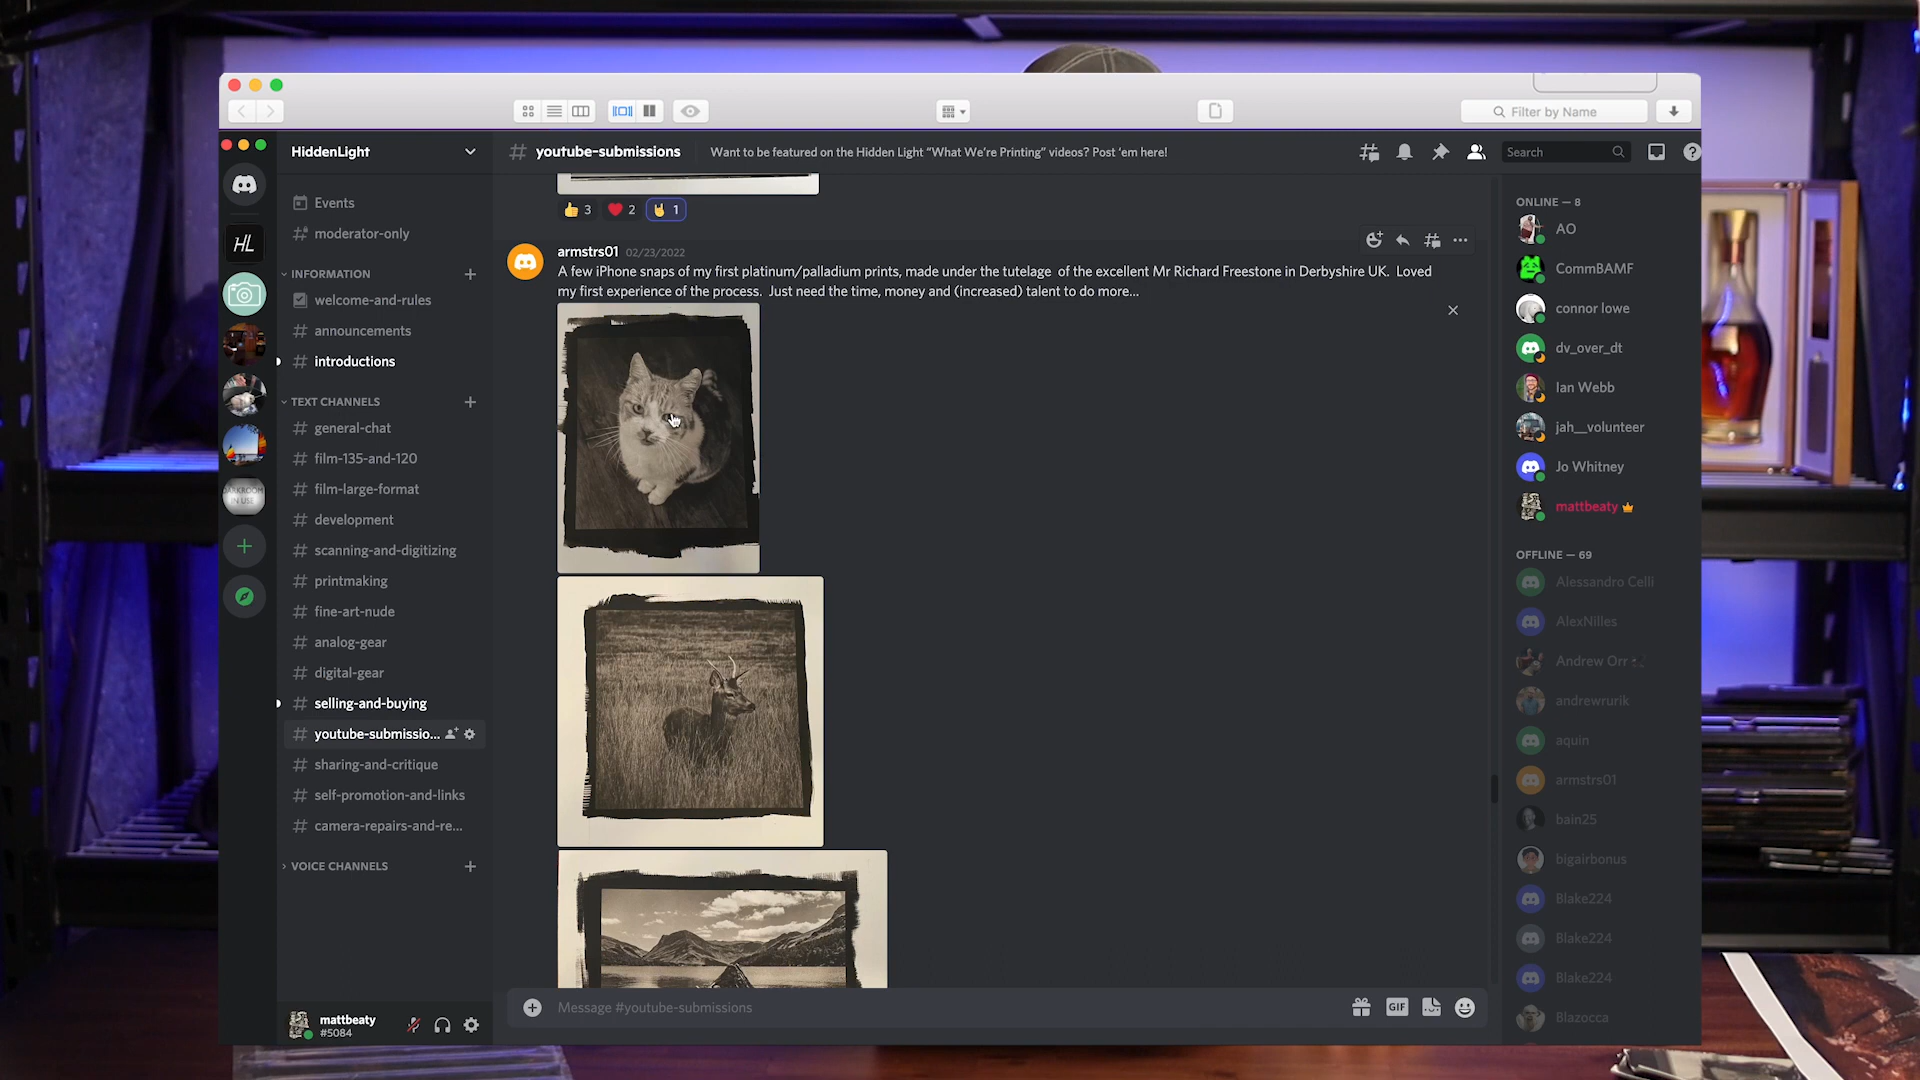 Filter by Name
HiddenLight
youtube-submissions
Want to be featured on the Hidden Light “What We’re Printing” videos? Post ’em here!
Search
Events
moderator-only
INFORMATION
welcome-and-rules
announcements
introductions
TEXT CHANNELS
general-chat
film-135-and-120
film-large-format
development
scanning-and-digitizing
printmaking
fine-art-nude
analog-gear
digital-gear
selling-and-buying
youtube-submissio...
sharing-and-critique
self-promotion-and-links
camera-repairs-and-re...
VOICE CHANNELS
mattbeaty
#5084
HL
DARKROOM
IN USE
3
2
1
armstrs01 02/23/2022
A few iPhone snaps of my first platinum/palladium prints, made under the tutelage of the excellent Mr Richard Freestone in Derbyshire UK. Loved
my first experience of the process. Just need the time, money and (increased) talent to do more...
Message #youtube-submissions
GIF
ONLINE — 8
AO
CommBAMF
connor lowe
dv_over_dt
Ian Webb
jah__volunteer
Jo Whitney
mattbeaty
OFFLINE — 69
Alessandro Celli
AlexNilles
Andrew Orr
andrewrurik
aquin
armstrs01
bain25
bigairbonus
Blake224
Blake224
Blake224
Blazocca